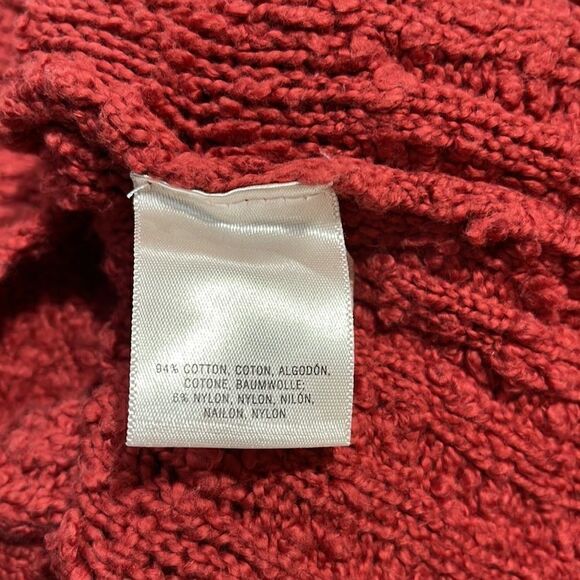 94% COTTON, COTON, ALGODÓN,
COTONE, BAUMWOLLE;
6% NYLON, NYLON, NILÓN,
NAILON, NYLON